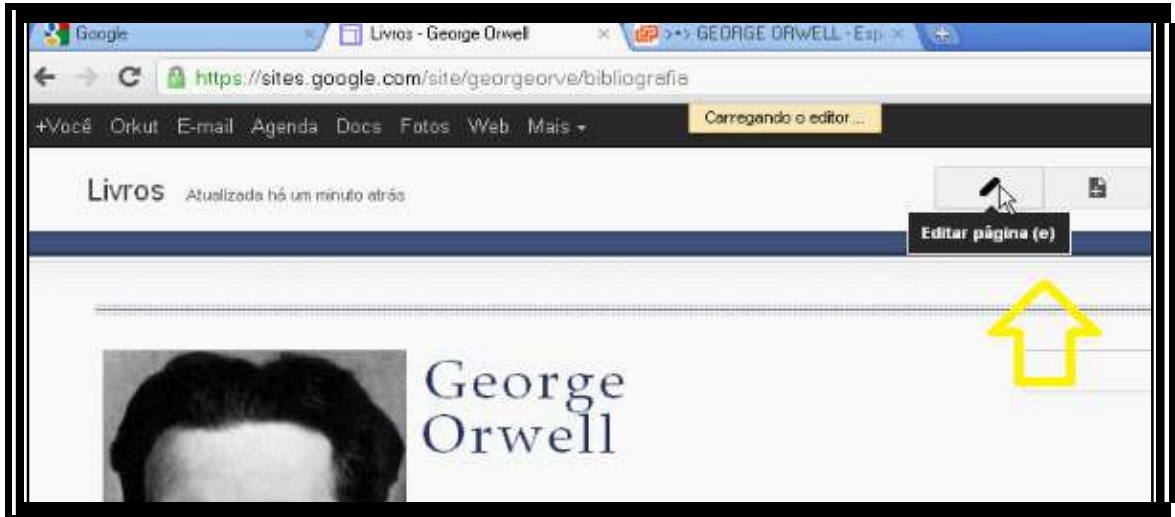 Google
Livros - George Orwell
>•> GEORGE ORWELL - Esp
https://sites.google.com/site/georgeorve/bibliografia
+Você Orkut E-mail Agenda Docs Fotos Web Mais
Carregando o editor ...
Livros Atualizada há um minuto atrás
Editar página (e)
George
Orwell